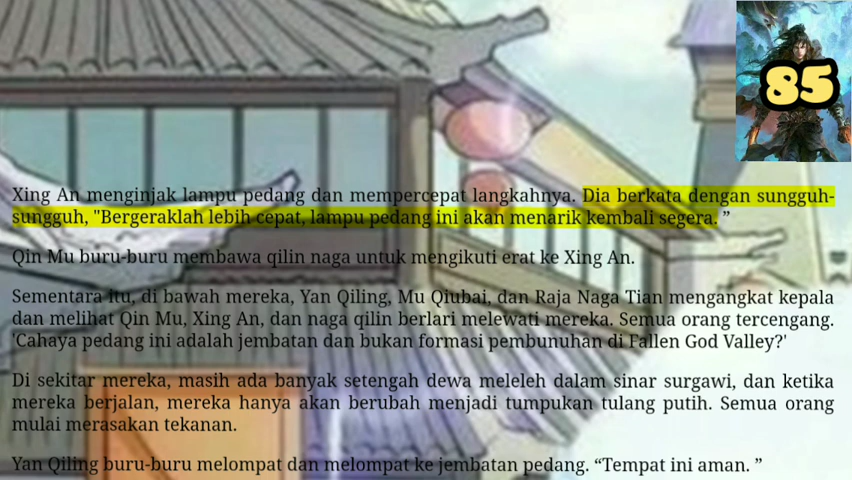 85
Xing An menginjak lampu pedang dan mempercepat langkahnya. Dia berkata dengan sungguh-
sungguh, "Bergeraklah lebih cepat, lampu pedang ini akan menarik kembali segera. ”
Qin Mu buru-buru membawa qilin naga untuk mengikuti erat ke Xing An.
Sementara itu, di bawah mereka, Yan Qiling, Mu Qiubai, dan Raja Naga Tian mengangkat kepala
dan melihat Qin Mu, Xing An, dan naga qilin berlari melewati mereka. Semua orang tercengang.
'Cahaya pedang ini adalah jembatan dan bukan formasi pembunuhan di Fallen God Valley?'
Di sekitar mereka, masih ada banyak setengah dewa meleleh dalam sinar surgawi, dan ketika
mereka berjalan, mereka hanya akan berubah menjadi tumpukan tulang putih. Semua orang
mulai merasakan tekanan.
Yan Qiling buru-buru melompat dan melompat ke jembatan pedang. “Tempat ini aman. ”